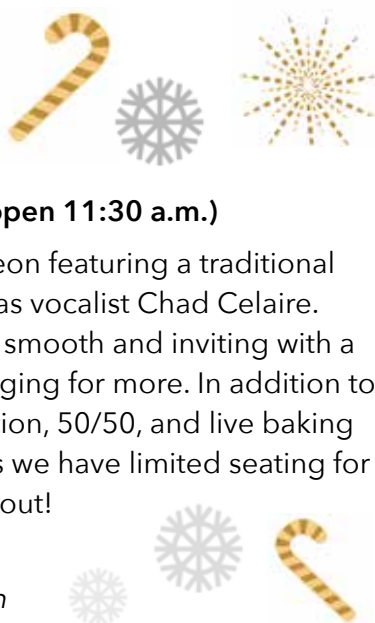 open 11:30 a.m.)
eon featuring a traditional
as vocalist Chad Celaire.
smooth and inviting with a
ging for more. In addition to
ion, 50/50, and live baking
s we have limited seating for
out!
n